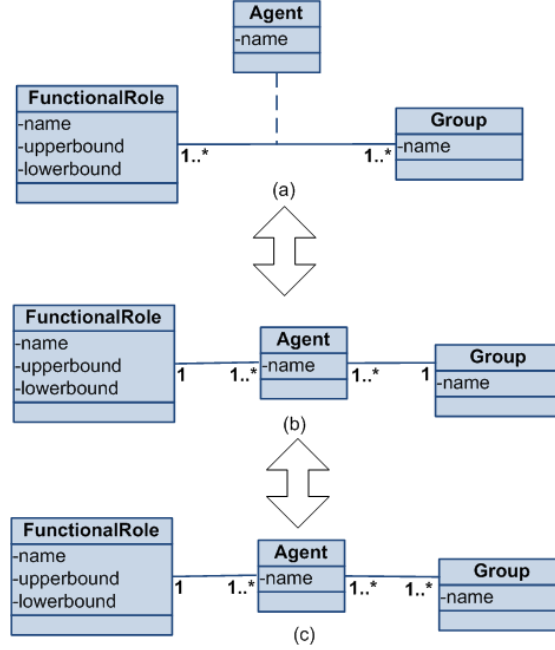 Agent
-name
FunctionalRole
-name
-upperbound
-lowerbound
Group
-name
1..*
1..*
(a)
FunctionalRole
-name
-upperbound
-lowerbound
Agent
-name
Group
-name
1
1..*
1..*
1
(b)
FunctionalRole
-name
-upperbound
-lowerbound
Agent
-name
Group
-name
1
1..*
1..*
1..*
(c)